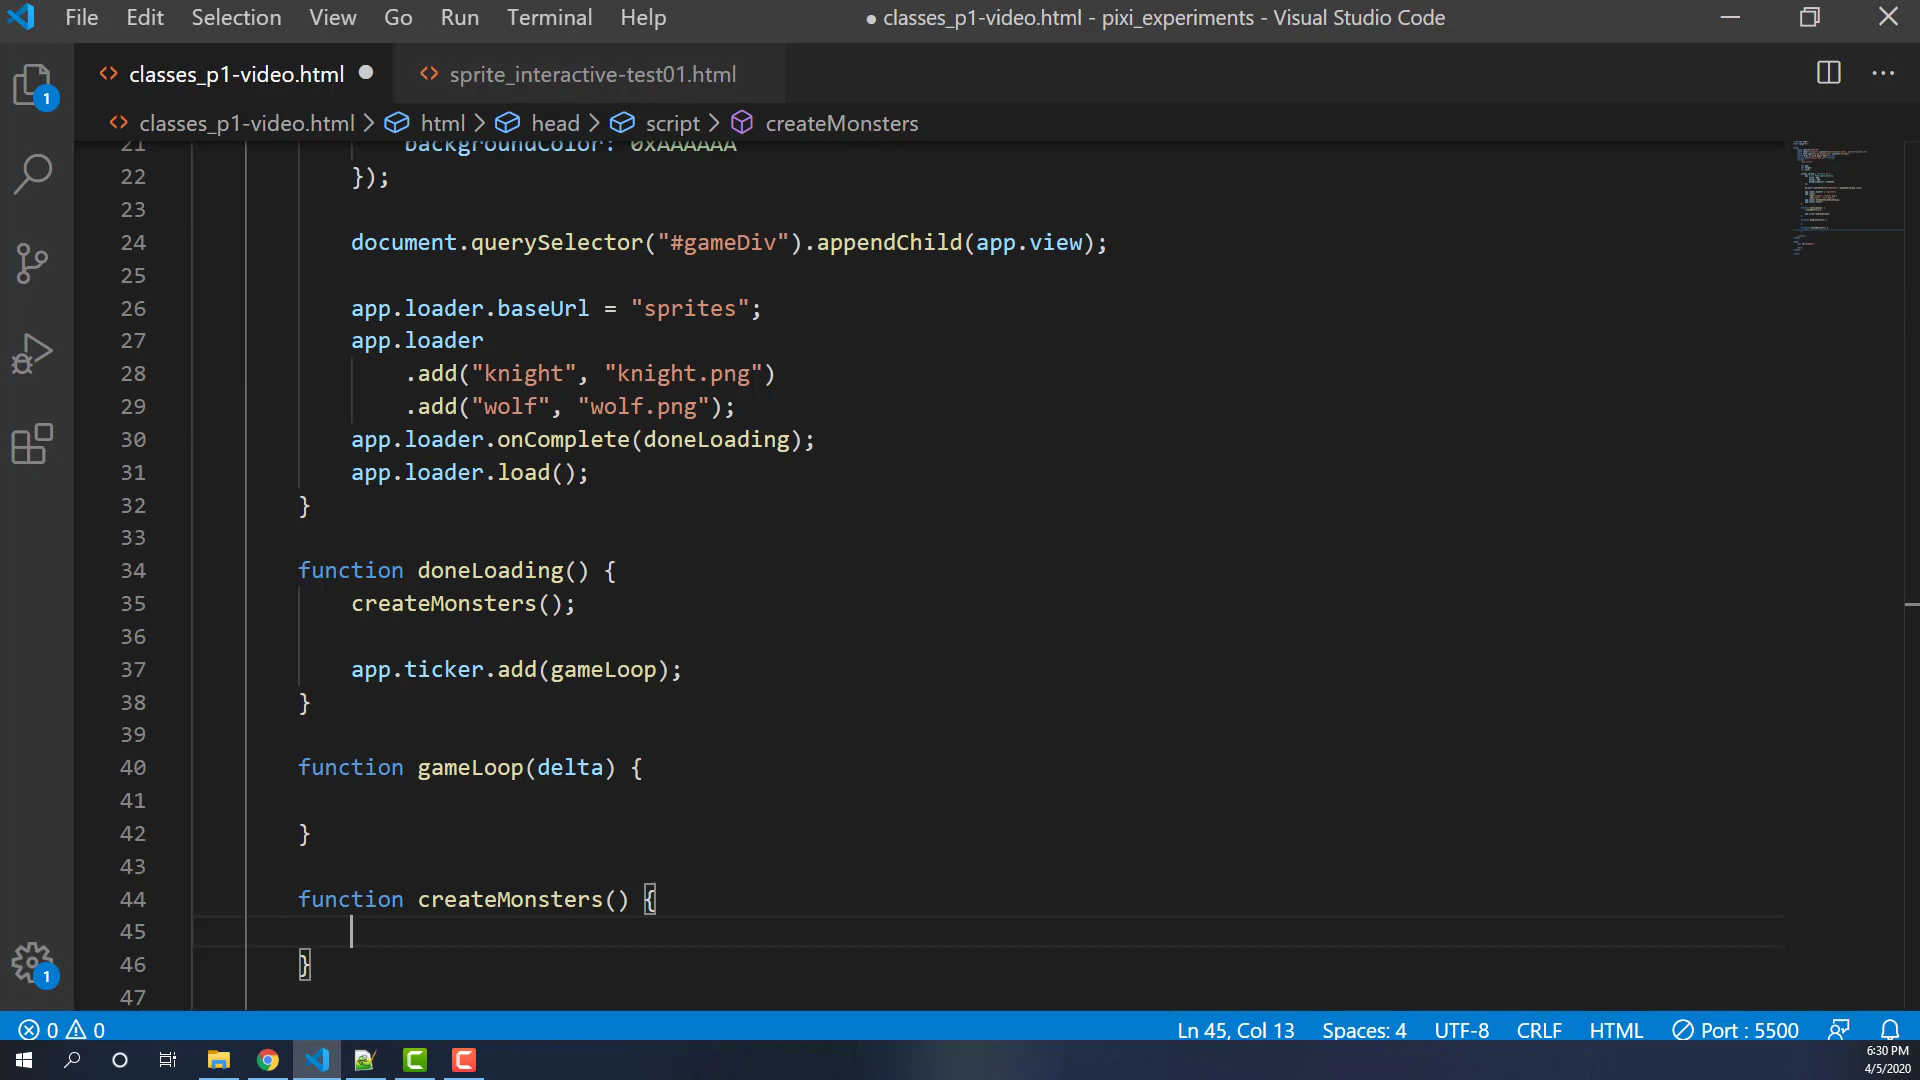 File Edit Selection View Go Run Terminal Help ● classes_p1-video.html - pixi_experiments - Visual Studio Code
classes_p1-video.html sprite_interactive-test01.html
1
classes_p1-video.html > html > head > script > createMonsters
21 backgroundColor: 0xAAAAAA
22 });
23
24 document.querySelector("#gameDiv").appendChild(app.view);
25
26 app.loader.baseUrl = "sprites";
27 app.loader
28 .add("knight", "knight.png")
29 .add("wolf", "wolf.png");
30 app.loader.onComplete(doneLoading);
31 app.loader.load();
32 }
33
34 function doneLoading() {
35 createMonsters();
36
37 app.ticker.add(gameLoop);
38 }
39
40 function gameLoop(delta) {
41
42 }
43
44 function createMonsters() {
45
46 }
1
47
0 0 Ln 45, Col 13 Spaces: 4 UTF-8 CRLF HTML Port : 5500
6:30 PM
4/5/2020